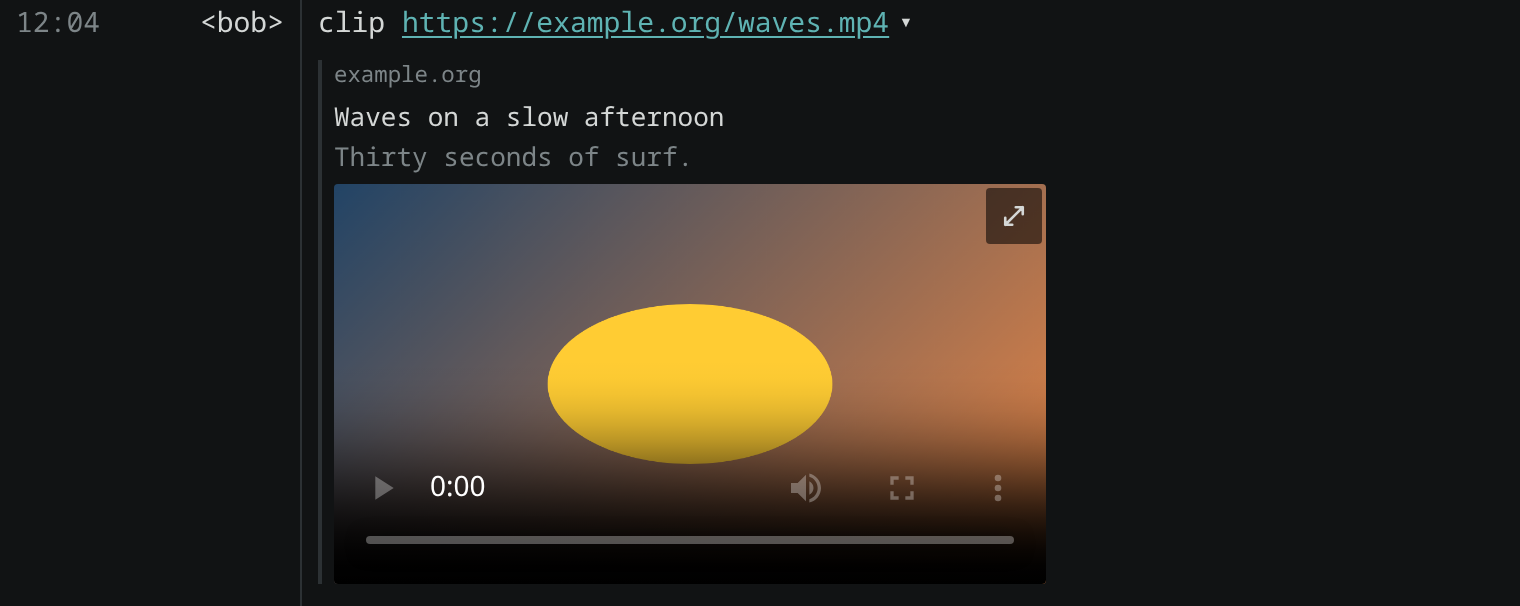 12:04 <bob> clip https://example.org/waves.mp4 ▾
example.org
Waves on a slow afternoon
Thirty seconds of surf.
0:00